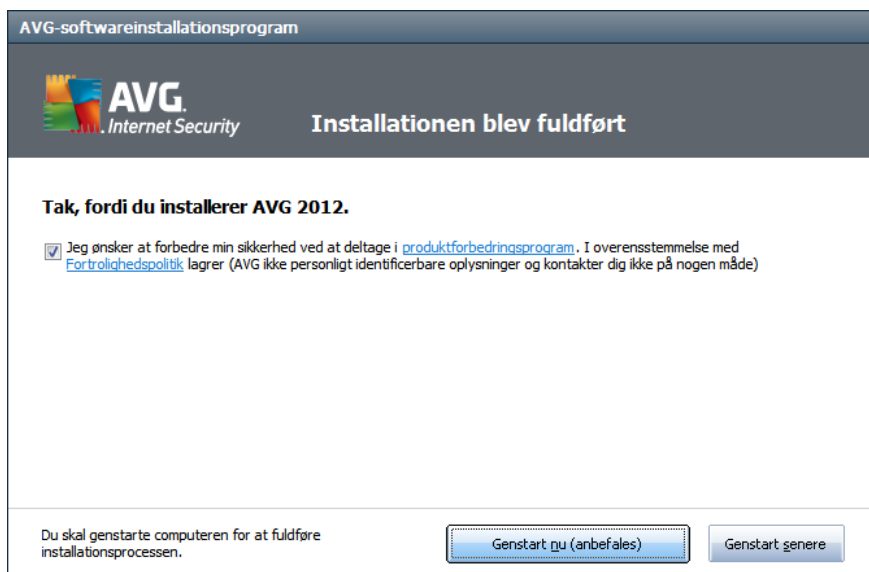 AVG-softwareinstallationsprogram
AVG.
Internet Security
Installationen blev fuldført
Tak, fordi du installerer AVG 2012.
Jeg ønsker at forbedre min sikkerhed ved at deltage i produktforbedringsprogram. I overensstemmelse med
Fortrolighedspolitik lagrer (AVG ikke personligt identificerbare oplysninger og kontakter dig ikke på nogen måde)
Du skal genstarte computeren for at fuldføre
installationsprocessen.
Genstart nu (anbefales)
Genstart senere